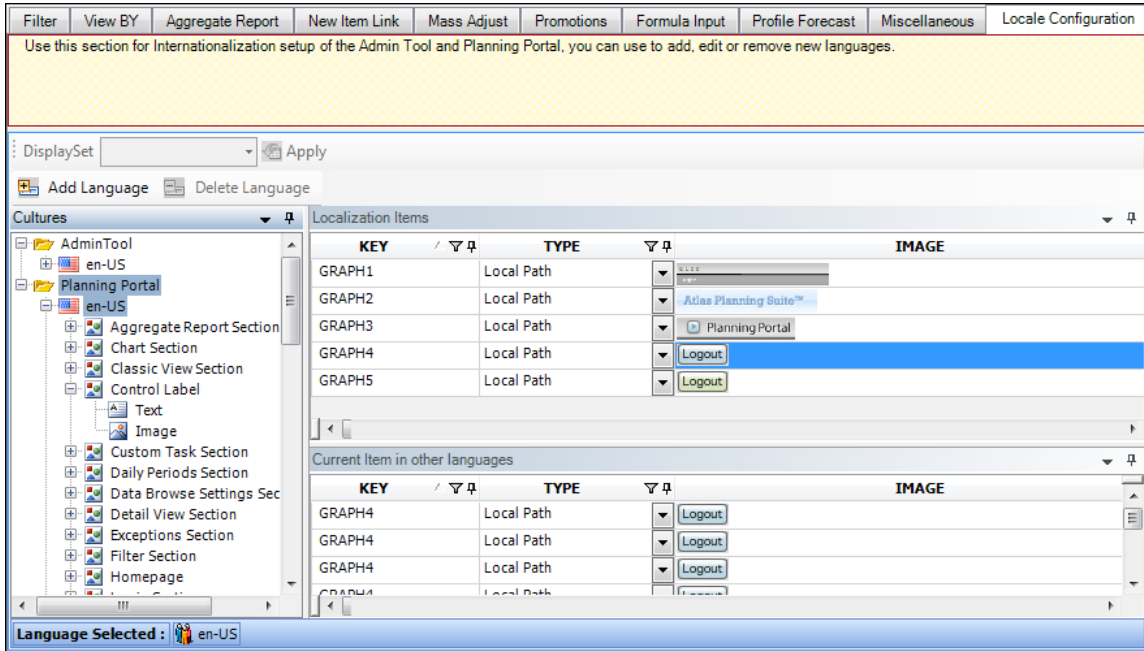 Filter View BY Aggregate Report New Item Link Mass Adjust Promotions Formula Input Profile Forecast Miscellaneous Locale Configuration
Use this section for Internationalization setup of the Admin Tool and Planning Portal, you can use to add, edit or remove new languages.
DisplaySet Apply
Add Language Delete Language
Cultures
AdminTool
en-US
Planning Portal
en-US
Aggregate Report Section
Chart Section
Classic View Section
Control Label
Text
Image
Custom Task Section
Daily Periods Section
Data Browse Settings Sec
Detail View Section
Exceptions Section
Filter Section
Homepage
Localization Items
KEY TYPE IMAGE
GRAPH1 Local Path
GRAPH2 Local Path Atlas Planning Suite™
GRAPH3 Local Path Planning Portal
GRAPH4 Local Path Logout
GRAPH5 Local Path Logout
Current Item in other languages
KEY TYPE IMAGE
GRAPH4 Local Path Logout
GRAPH4 Local Path Logout
GRAPH4 Local Path Logout
GRAPH4 Local Path Logout
Language Selected : en-US